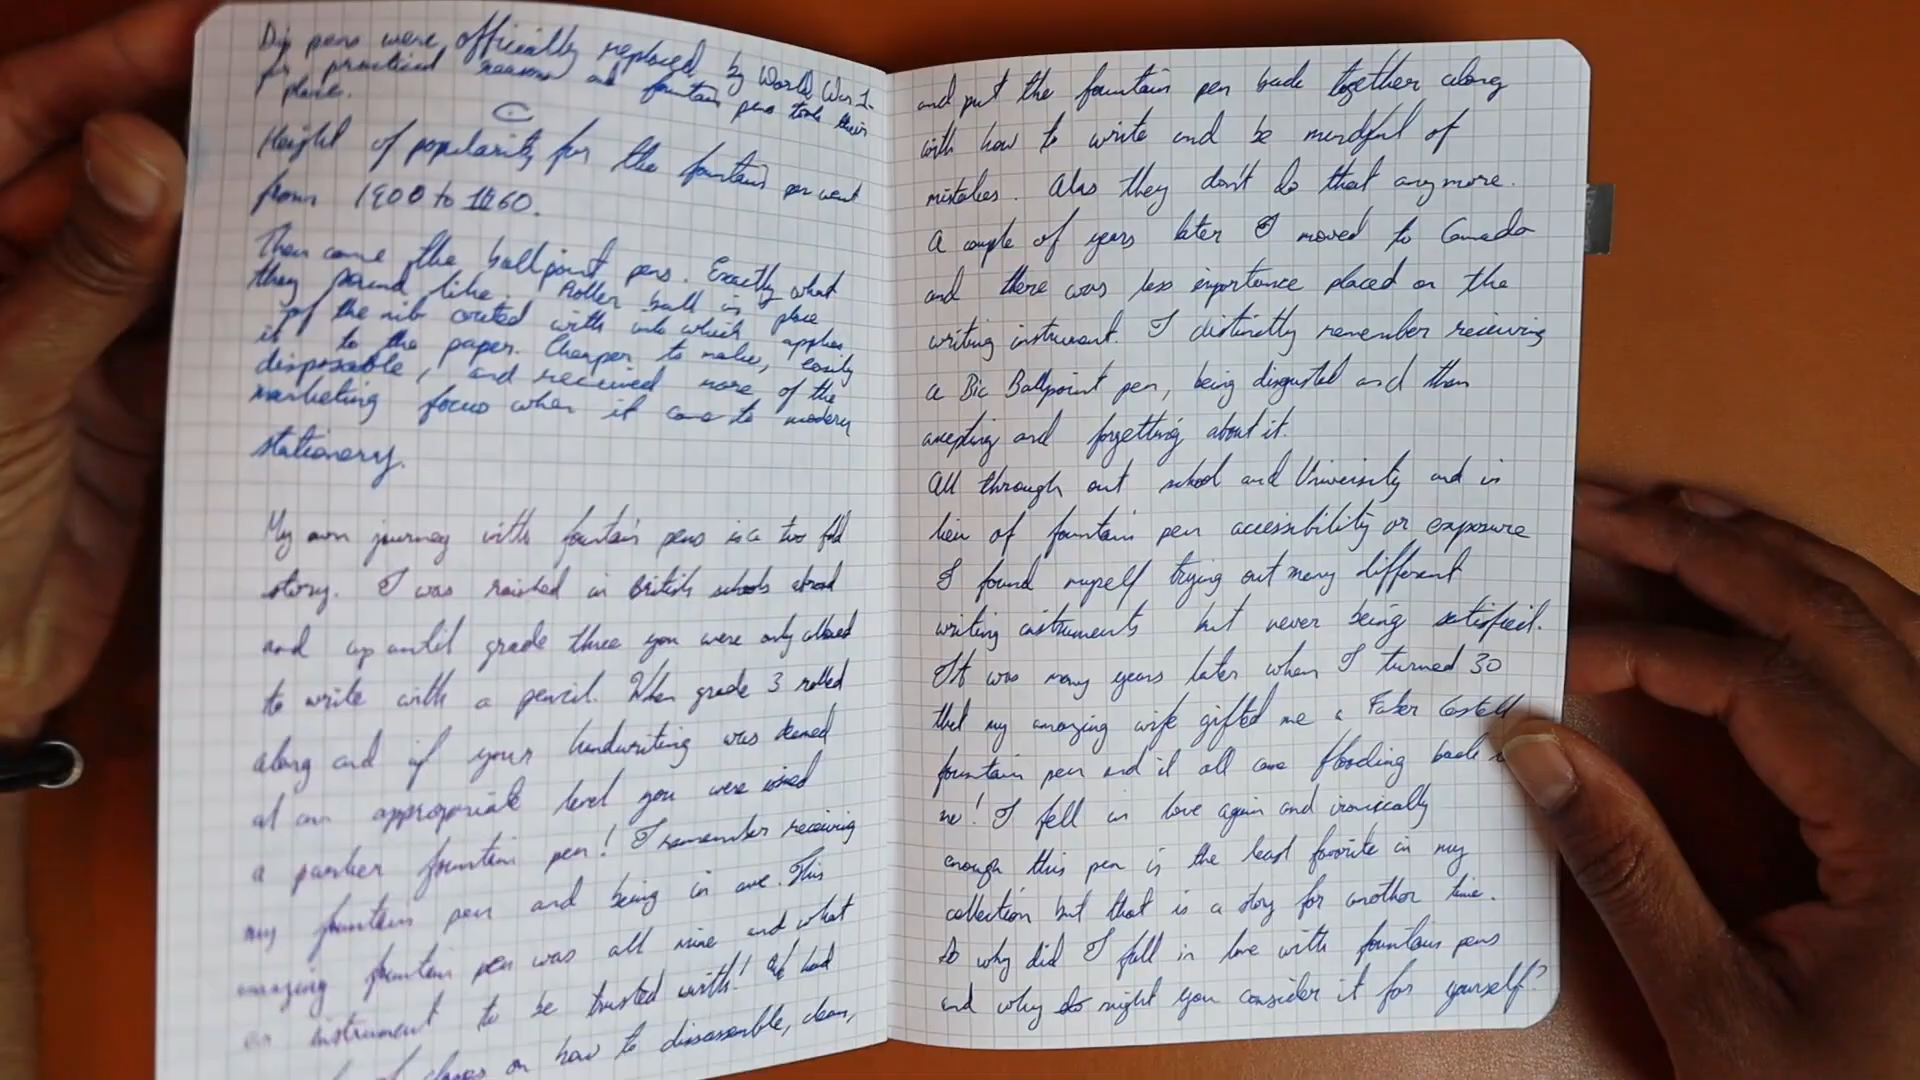 Dip pens were officially replaced by World War 1
for practical reasons and fountain pens took their
place.
Height of popularity for the fountain pen went
from 1900 to 1960.
Then came the ballpoint pens. Exactly what
they sound like. Roller ball in place
of the nib coated with ink which applies
it to the paper. Cheaper to make, easily
disposable, and received more of the
marketing focus when it came to modern
stationery.
My own journey with fountain pens is a two fold
story. I was raished in British schools abroad
and up until grade three you were only allowed
to write with a pencil. When grade 3 rolled
along and if your handwriting was deemed
at an appropriate level you were issued
a parker fountain pen! I remember receiving
my fountain pen and being in awe. This
amazing fountain pen was all mine and what
an instrument to be trusted with! We had
classes on how to dissasemble, clean,
and put the fountain pen back together along
with how to write and be mindful of
mistakes. Alas they don't do that anymore.
A couple of years later I moved to Canada
and there was less importance placed on the
writing instrument. I distinctly remember receiving
a Bic Ballpoint pen, being disgusted and then
accepting and forgetting about it.
All through out school and University and in
lieu of fountain pen accessibility or exposure
I found myself trying out many different
writing instruments but never being satisfied.
It was many years later when I turned 30
that my amazing wife gifted me a Faber Castell
fountain pen and it all came flooding back
me! I fell in love again and ironically
enough this pen is the least favorite in my
collection but that is a story for another time.
So why did I fall in love with fountain pens
and why do might you consider it for yourself?